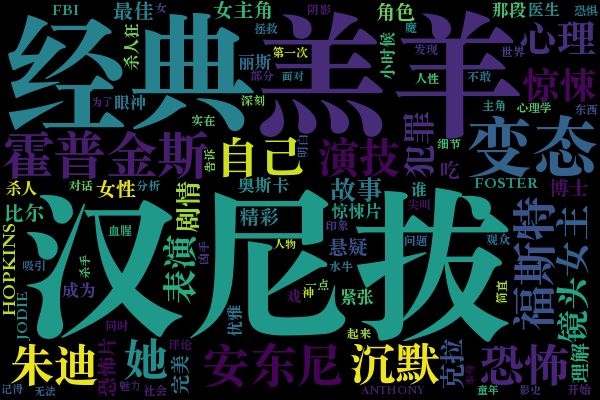 FBI 最佳 女 女主角 阴影 角色 那段 医生 恐惧
经典 羔羊 心理
杀人狂 拯救 第一次 小时候 魔 发现 世界
丽斯 部分 面对 人性 不敢 惊悚
为了 眼神 深刻 主角 心理学 东西
实在
霍普金斯 自己 演技 犯罪 细节 变态
告诉 明白 吃
杀人 对话 女性 分析 奥斯卡 故事 谁 FOSTER 博士
比尔 剧情 精彩 惊悚片 尖叫
汉尼拔
血腥 人物 印象 福斯特 女主
HOPKINS 表演 凶手 悬疑 问题 观众
吸引 杀手 水牛
JODIE 成为 戏 神 一点 紧张 简直 镜头
同时 优雅 起来
朱迪 恐怖片 她 评论 完美 安东尼 沉默 克拉 恐怖 理解
记得 无法 魅力 社会 ANTHONY 童年 影史 开始